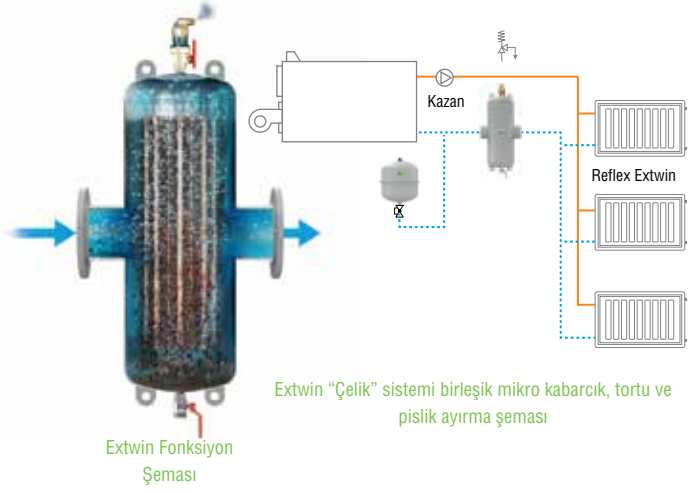 Kazan
Reflex Extwin
Extwin “Çelik” sistemi birleşik mikro kabarcık, tortu ve
pislik ayırma şeması
Extwin Fonksiyon
Şeması